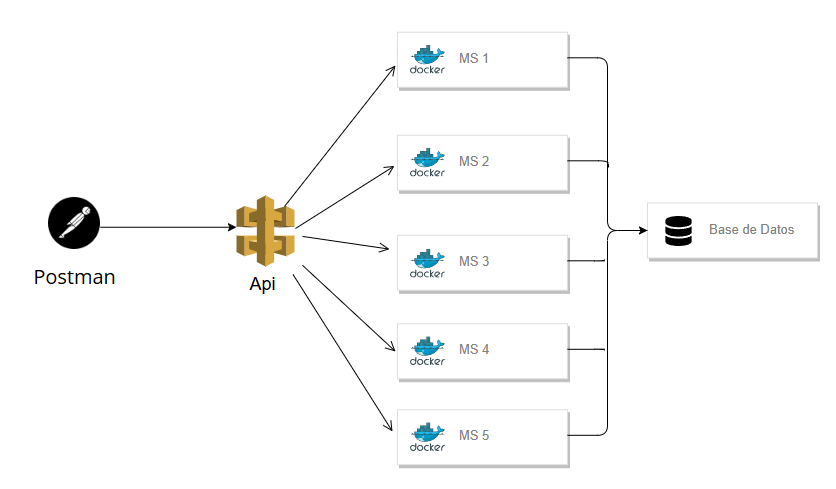 docker MS 1
docker MS 2
docker MS 3
docker MS 4
docker MS 5
Base de Datos
Postman
Api